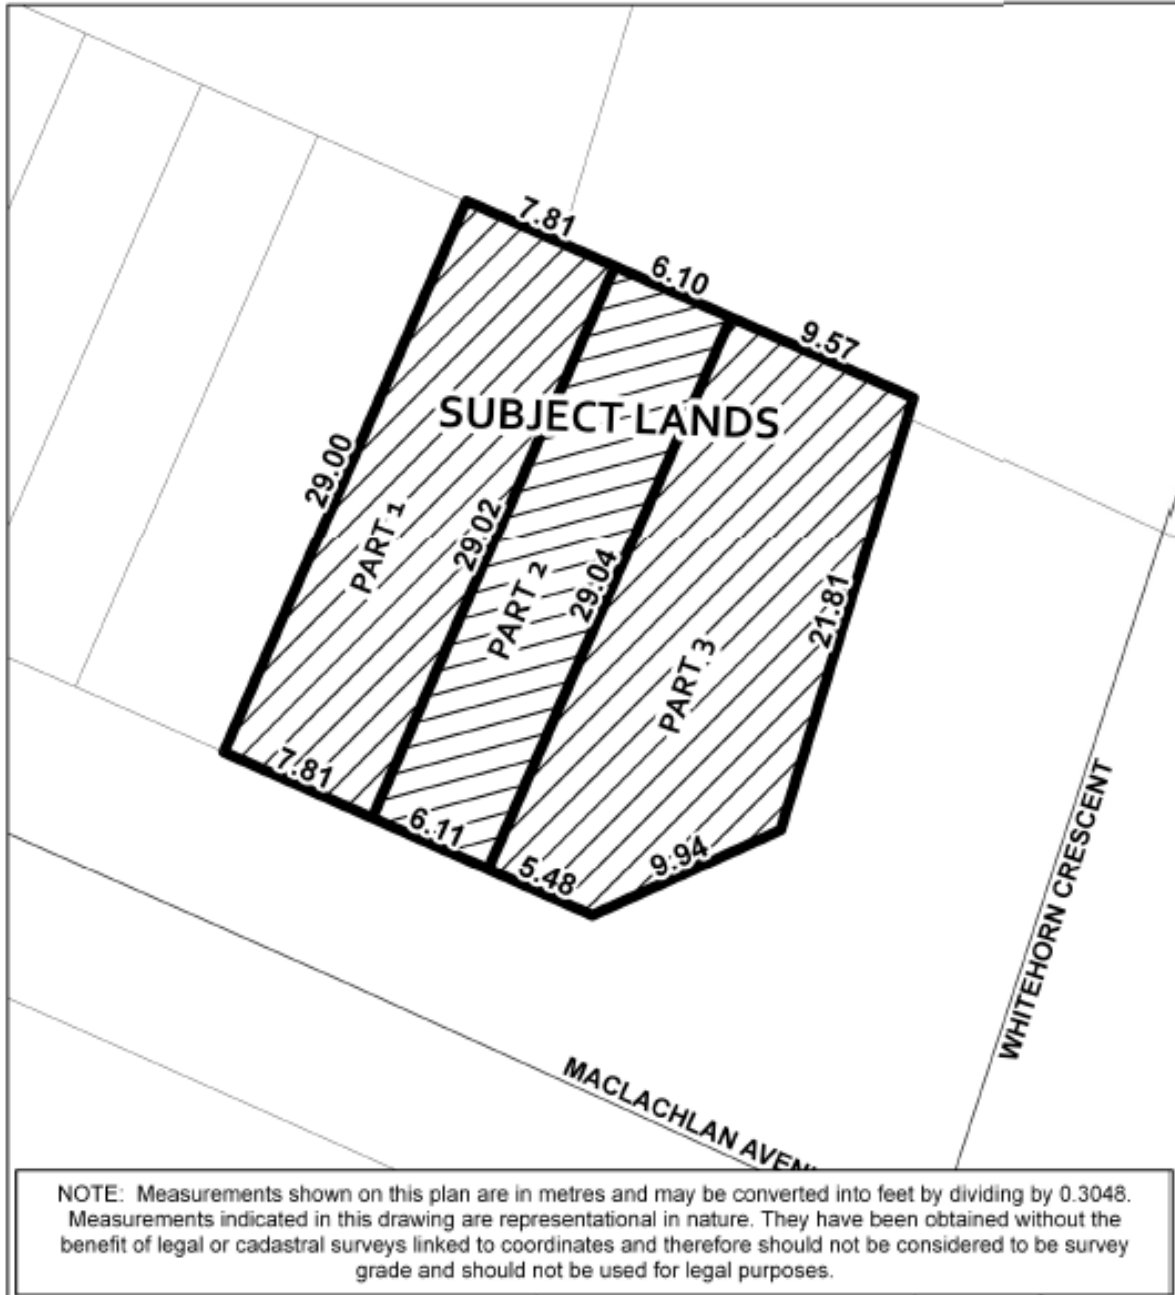 7.81
6.10
9.57
SUBJECT LANDS
29.00
PART 1
29.02
PART 2
29.04
PART 3
21.81
7.81
6.11
5.48
9.94
WHITEHORN CRESCENT
MACLACHLAN
NOTE: Measurements shown on this plan are in metres and may be converted into feet by dividing by 0.3048.
Measurements indicated in this drawing are representational in nature. They have been obtained without the
benefit of legal or cadastral surveys linked to coordinates and therefore should not be considered to be survey
grade and should not be used for legal purposes.